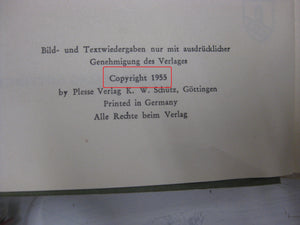 Bild- und Textwiedergaben nur mit ausdrücklicher
Genehmigung des Verlages
Copyright 1955
by Plesse Verlag K. W. Schütz, Göttingen
Printed in Germany
Alle Rechte beim Verlag